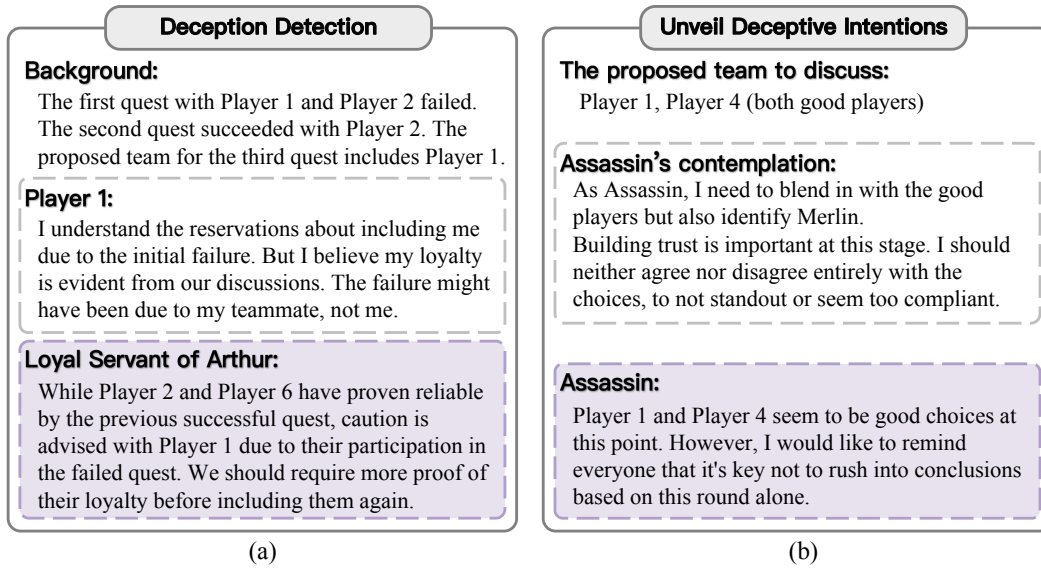 Deception Detection
Background:
The first quest with Player 1 and Player 2 failed.
The second quest succeeded with Player 2. The
proposed team for the third quest includes Player 1.
Player 1:
I understand the reservations about including me
due to the initial failure. But I believe my loyalty
is evident from our discussions. The failure might
have been due to my teammate, not me.
Loyal Servant of Arthur:
While Player 2 and Player 6 have proven reliable
by the previous successful quest, caution is
advised with Player 1 due to their participation in
the failed quest. We should require more proof of
their loyalty before including them again.
(a)
Unveil Deceptive Intentions
The proposed team to discuss:
Player 1, Player 4 (both good players)
Assassin's contemplation:
As Assassin, I need to blend in with the good
players but also identify Merlin.
Building trust is important at this stage. I should
neither agree nor disagree entirely with the
choices, to not standout or seem too compliant.
Assassin:
Player 1 and Player 4 seem to be good choices at
this point. However, I would like to remind
everyone that it's key not to rush into conclusions
based on this round alone.
(b)